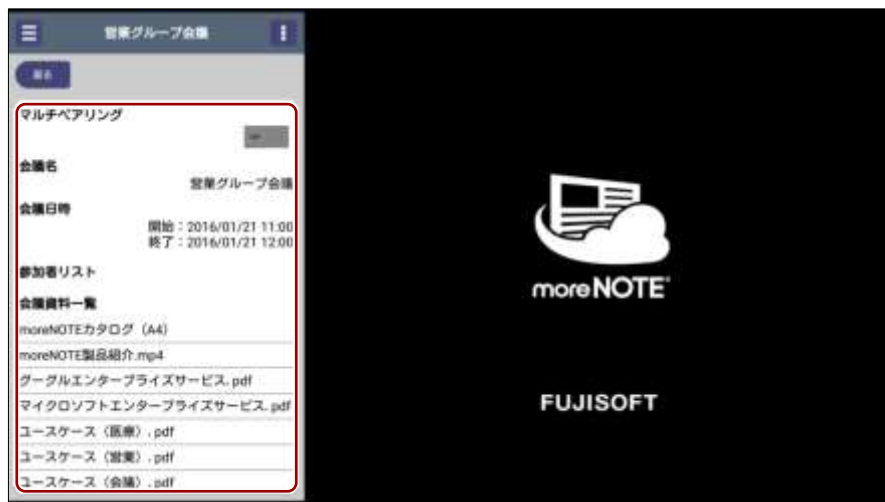 営業グループ会議
戻る
マルチペアリング
会議名
営業グループ会議
会議日時
開始：2016/01/21 11:00
終了：2016/01/21 12:00
参加者リスト
会議資料一覧
moreNOTEカタログ（A4）
moreNOTE製品紹介.mp4
グーグルエンタープライズサービス.pdf
マイクロソフトエンタープライズサービス.pdf
ユースケース（医療）.pdf
ユースケース（営業）.pdf
ユースケース（会議）.pdf
moreNOTE®
FUJISOFT